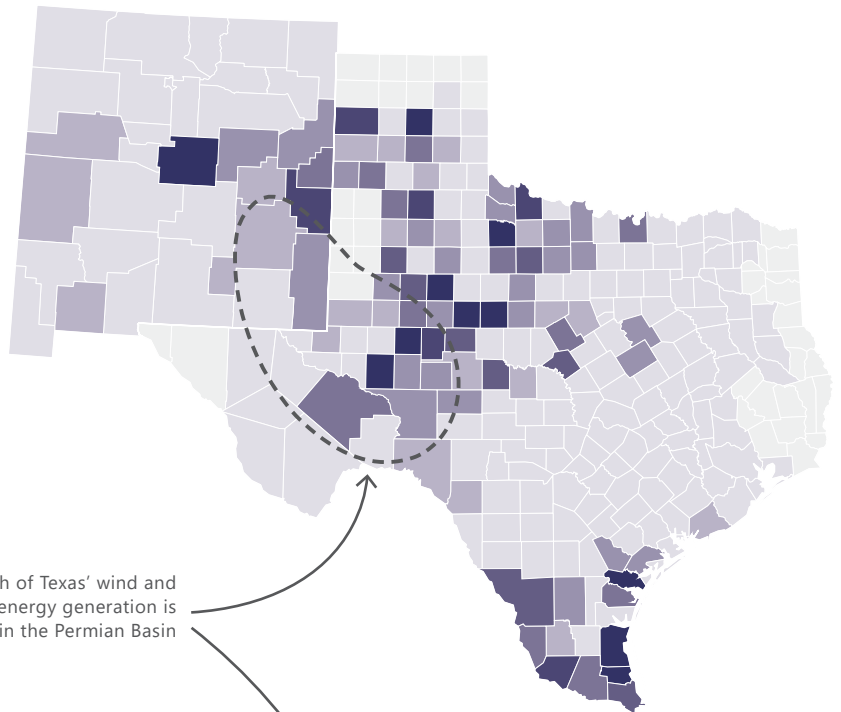 of Texas' wind and
energy generation is
in the Permian Basin